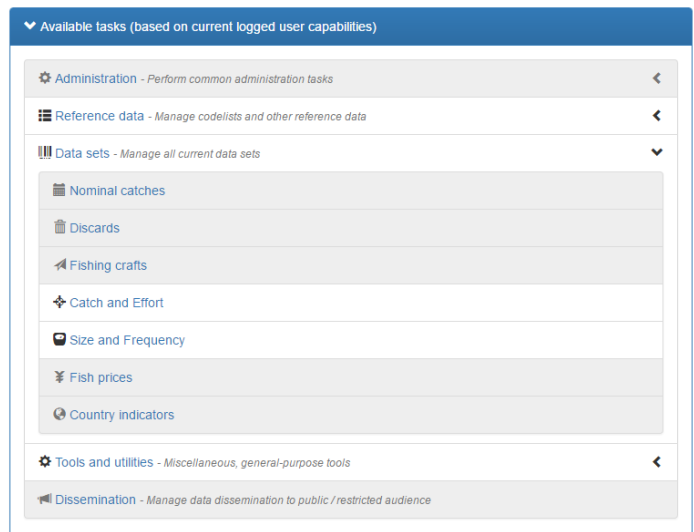 Available tasks (based on current logged user capabilities)
Administration - Perform common administration tasks
Reference data - Manage codelists and other reference data
Data sets - Manage all current data sets
Nominal catches
Discards
Fishing crafts
Catch and Effort
Size and Frequency
Fish prices
Country indicators
Tools and utilities - Miscellaneous, general-purpose tools
Dissemination - Manage data dissemination to public / restricted audience